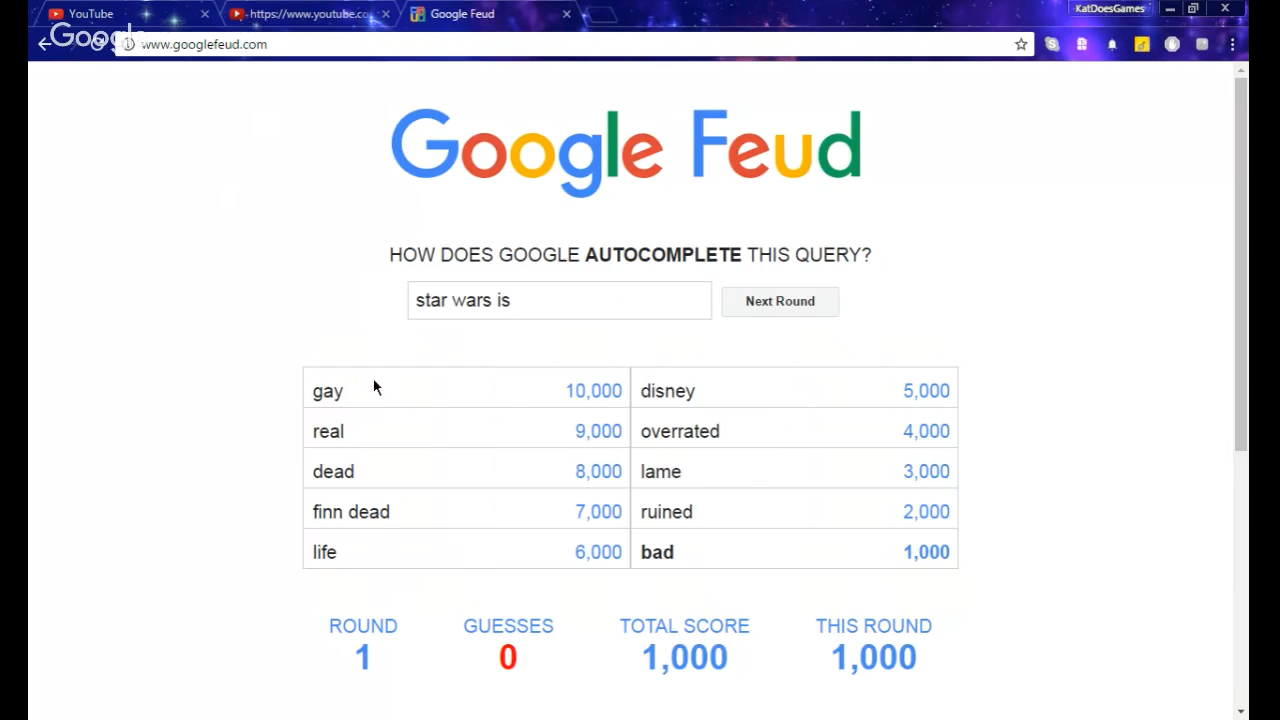 YouTube
https://www.youtube.cc
Google Feud
KatDoesGames
Google
www.googlefeud.com
Google Feud
HOW DOES GOOGLE AUTOCOMPLETE THIS QUERY?
star wars is
Next Round
gay 10,000 disney 5,000
real 9,000 overrated 4,000
dead 8,000 lame 3,000
finn dead 7,000 ruined 2,000
life 6,000 bad 1,000
ROUND GUESSES TOTAL SCORE THIS ROUND
1 0 1,000 1,000